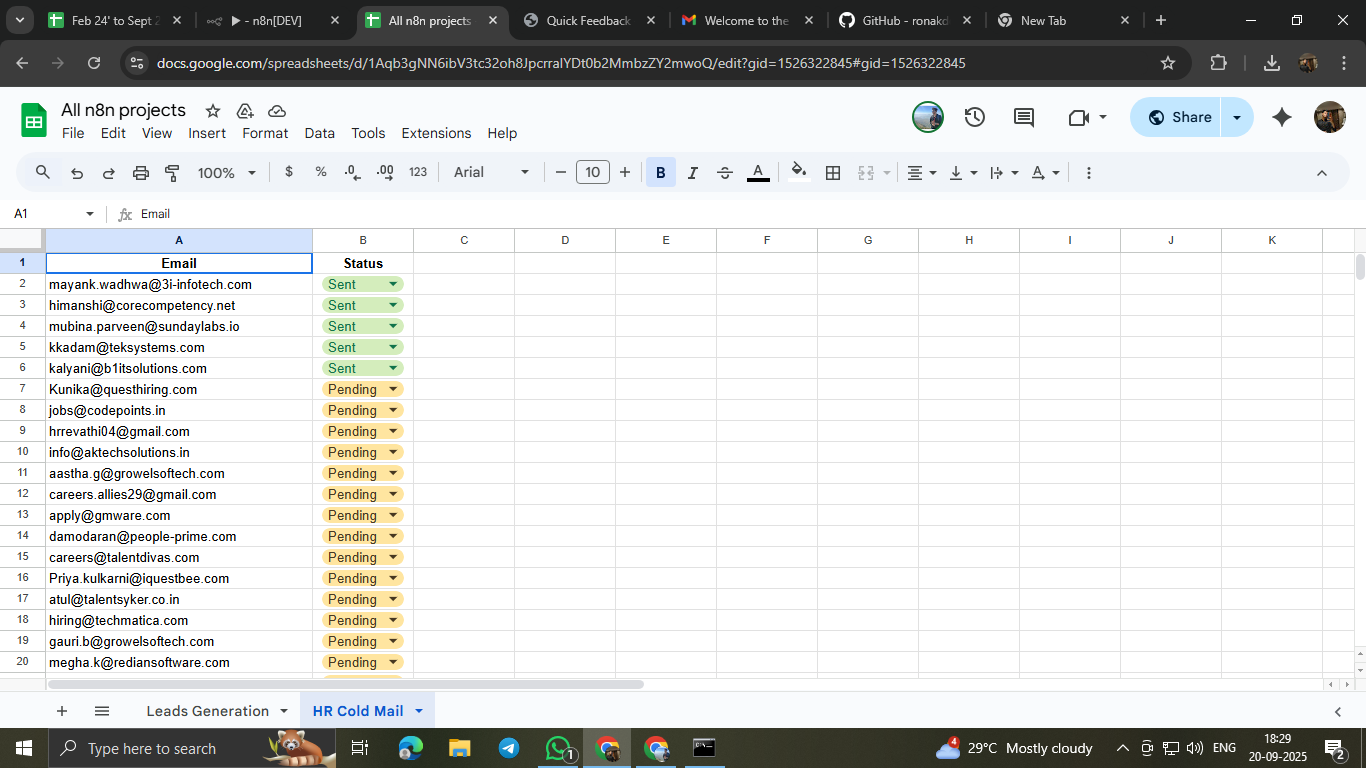 Feb 24' to Sept 2
▶ - n8n[DEV]
All n8n projects
Quick Feedback
Welcome to the
GitHub - ronakd
New Tab
docs.google.com/spreadsheets/d/1Aqb3gNN6ibV3tc32oh8JpcrralYDt0b2MmbzZY2mwoQ/edit?gid=1526322845#gid=1526322845
All n8n projects
File Edit View Insert Format Data Tools Extensions Help
Share
100% $ % .0 .00 123 Arial 10 B I S A
A1 fx Email
A B C D E F G H I J K
1 Email Status
2 mayank.wadhwa@3i-infotech.com Sent
3 himanshi@corecompetency.net Sent
4 mubina.parveen@sundaylabs.io Sent
5 kkadam@teksystems.com Sent
6 kalyani@b1itsolutions.com Sent
7 Kunika@questhiring.com Pending
8 jobs@codepoints.in Pending
9 hrrevathi04@gmail.com Pending
10 info@aktechsolutions.in Pending
11 aastha.g@growelsoftech.com Pending
12 careers.allies29@gmail.com Pending
13 apply@gmware.com Pending
14 damodaran@people-prime.com Pending
15 careers@talentdivas.com Pending
16 Priya.kulkarni@iquestbee.com Pending
17 atul@talentsyker.co.in Pending
18 hiring@techmatica.com Pending
19 gauri.b@growelsoftech.com Pending
20 megha.k@rediansoftware.com Pending
Leads Generation
HR Cold Mail
Type here to search
1
4
29°C Mostly cloudy
ENG
18:29
20-09-2025
2